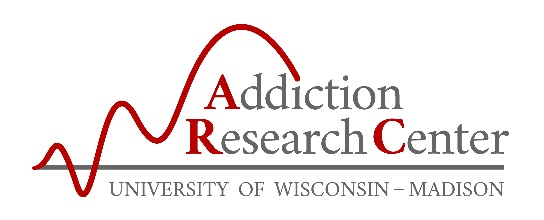 Addiction
Research Center
UNIVERSITY OF WISCONSIN – MADISON